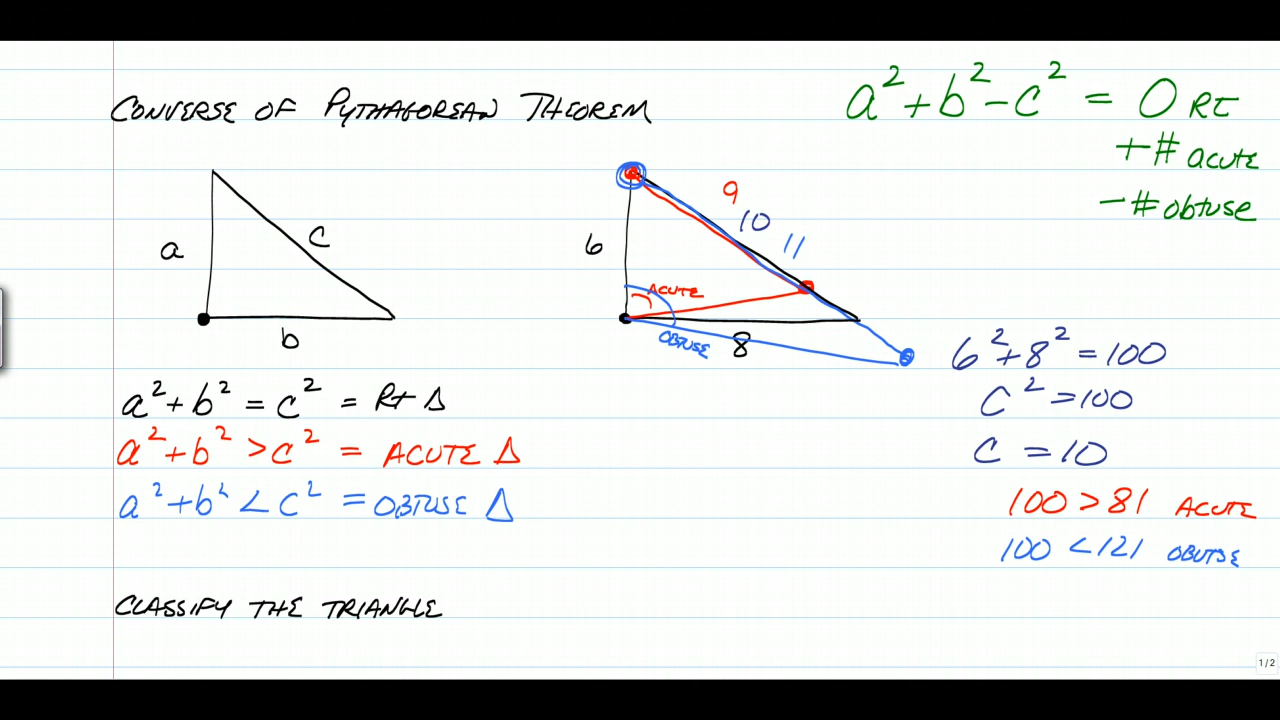 CONVERSE OF PYTHAGOREAN THEOREM
a² + b² - c² = 0 RT
+# acute
-# obtuse
a
c
b
6
9
10
11
ACUTE
OBTUSE
8
a² + b² = c² = Rt Δ
a² + b² > c² = ACUTE Δ
a² + b² < c² = OBTUSE Δ
6² + 8² = 100
c² = 100
c = 10
100 > 81 ACUTE
100 < 121 OBUTSE
CLASSIFY THE TRIANGLE
1/2